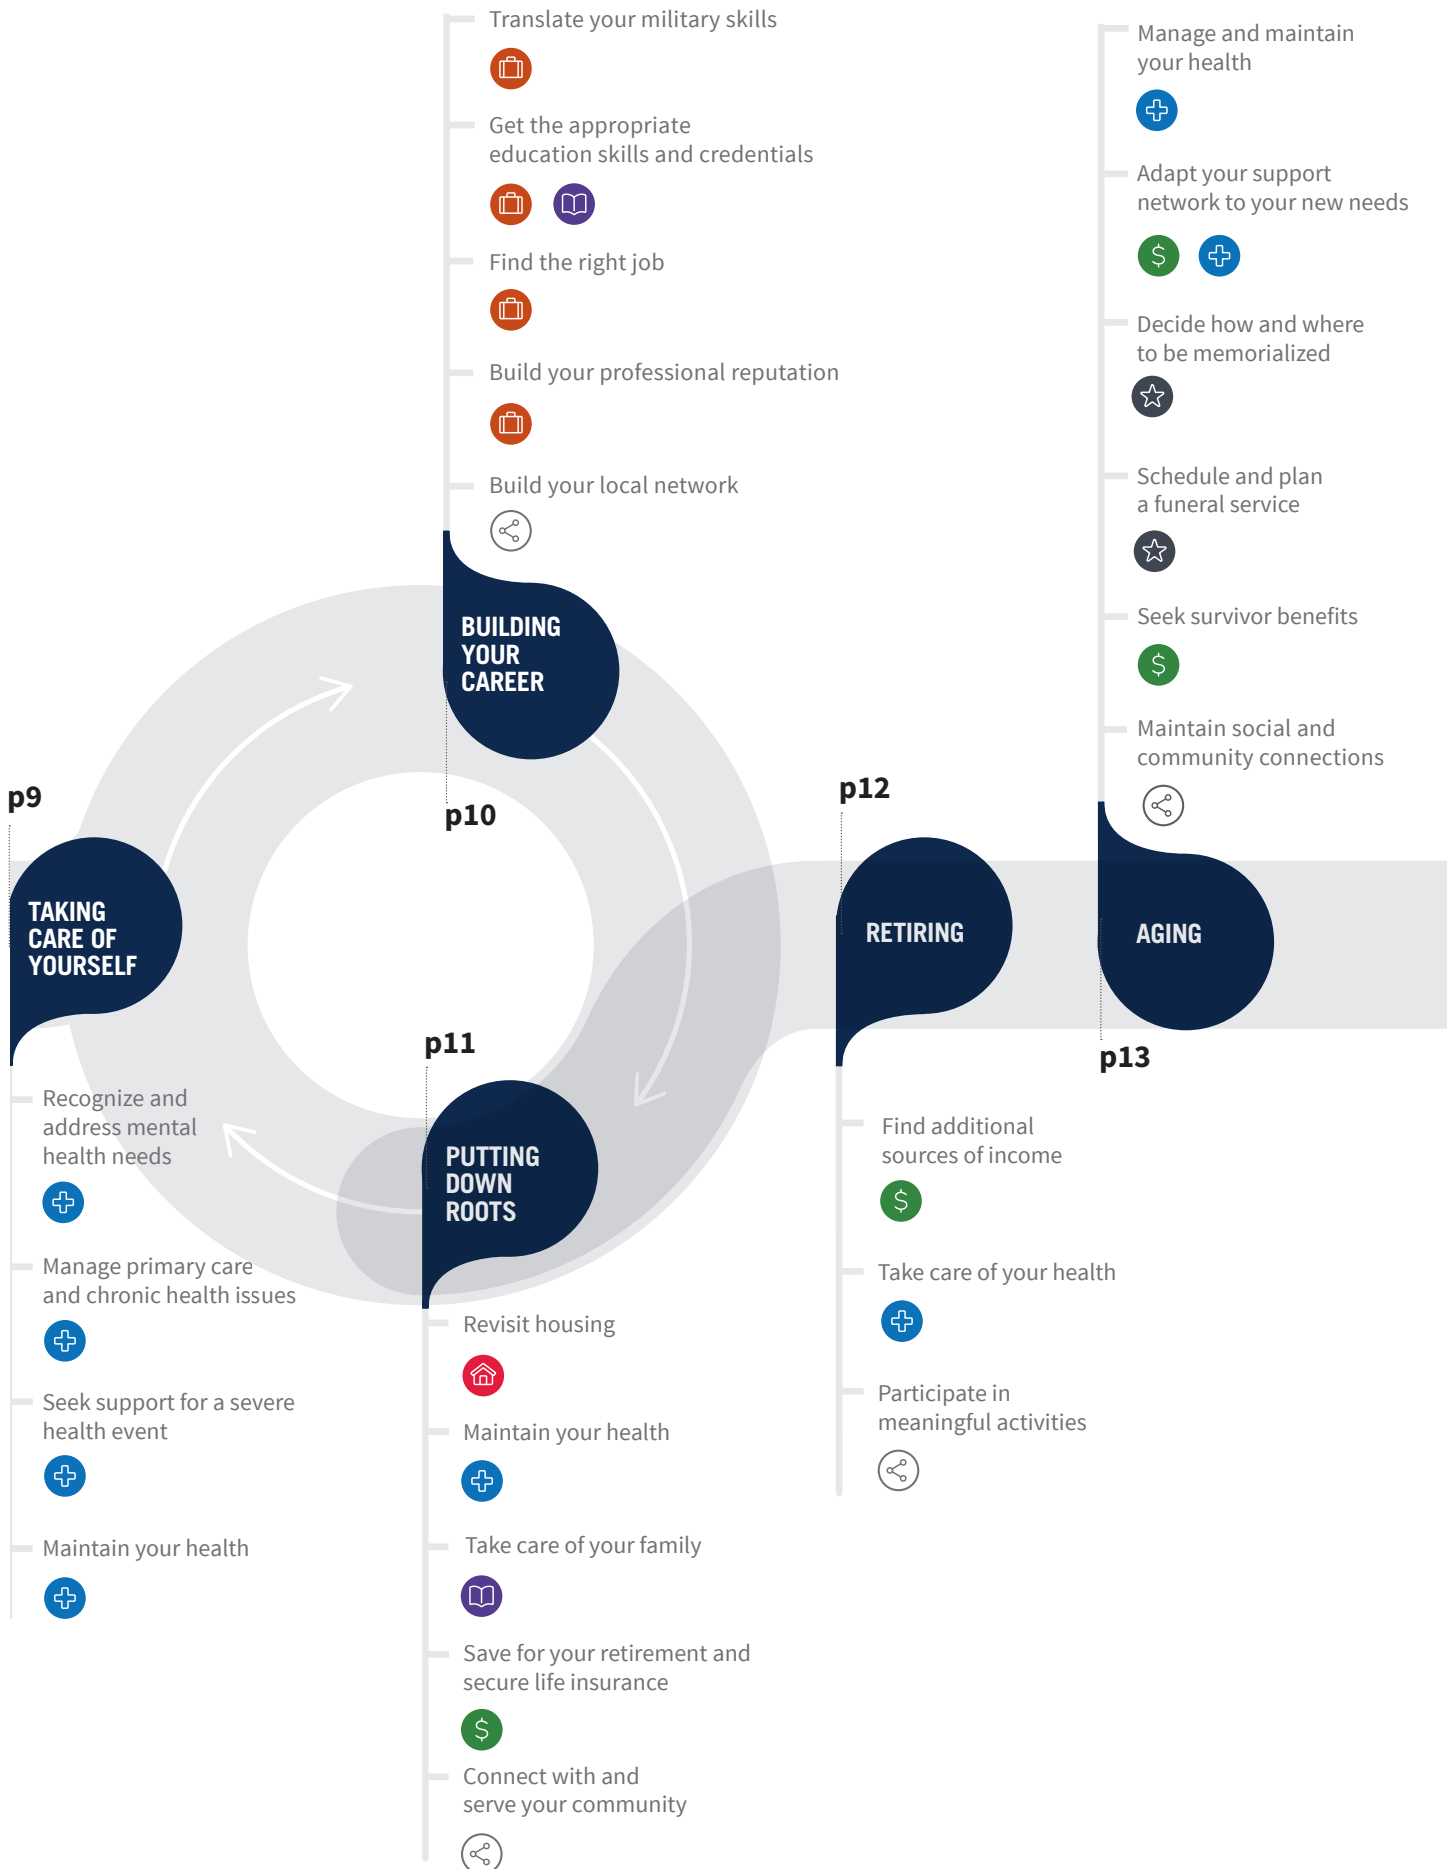 Translate your military skills
Get the appropriate
education skills and credentials
Find the right job
Build your professional reputation
Build your local network
BUILDING
YOUR
CAREER
p10
Manage and maintain
your health
Adapt your support
network to your new needs
$
Decide how and where
to be memorialized
Schedule and plan
a funeral service
Seek survivor benefits
$
Maintain social and
community connections
AGING
p13
p9
TAKING
CARE OF
YOURSELF
Recognize and
address mental
health needs
Manage primary care
and chronic health issues
Seek support for a severe
health event
Maintain your health
p11
PUTTING
DOWN
ROOTS
Revisit housing
Maintain your health
Take care of your family
Save for your retirement and
secure life insurance
$
Connect with and
serve your community
p12
RETIRING
Find additional
sources of income
$
Take care of your health
Participate in
meaningful activities